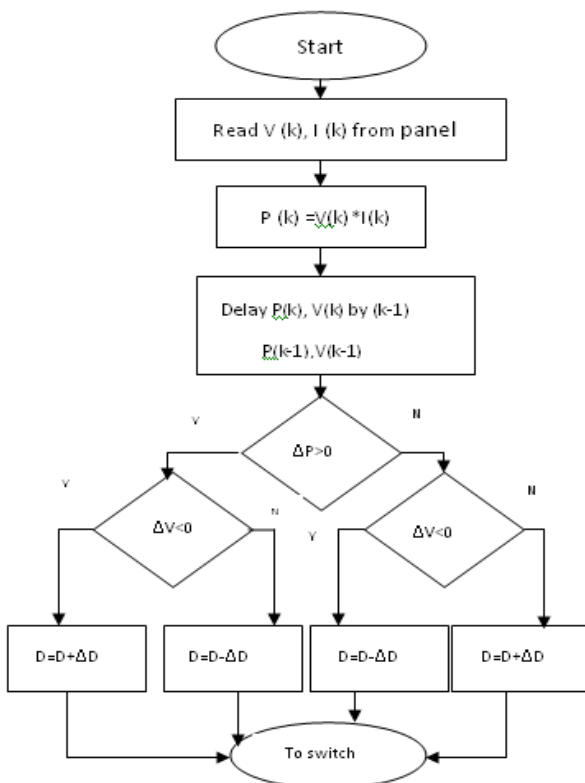 Start
Read V (k), I (k) from panel
P (k) =V(k)*I(k)
Delay P(k), V(k) by (k-1)
P(k-1),V(k-1)
Y
N
ΔP>0
Y
N
Y
N
ΔV<0
ΔV<0
D=D+ΔD
D=D-ΔD
D=D-ΔD
D=D+ΔD
To switch